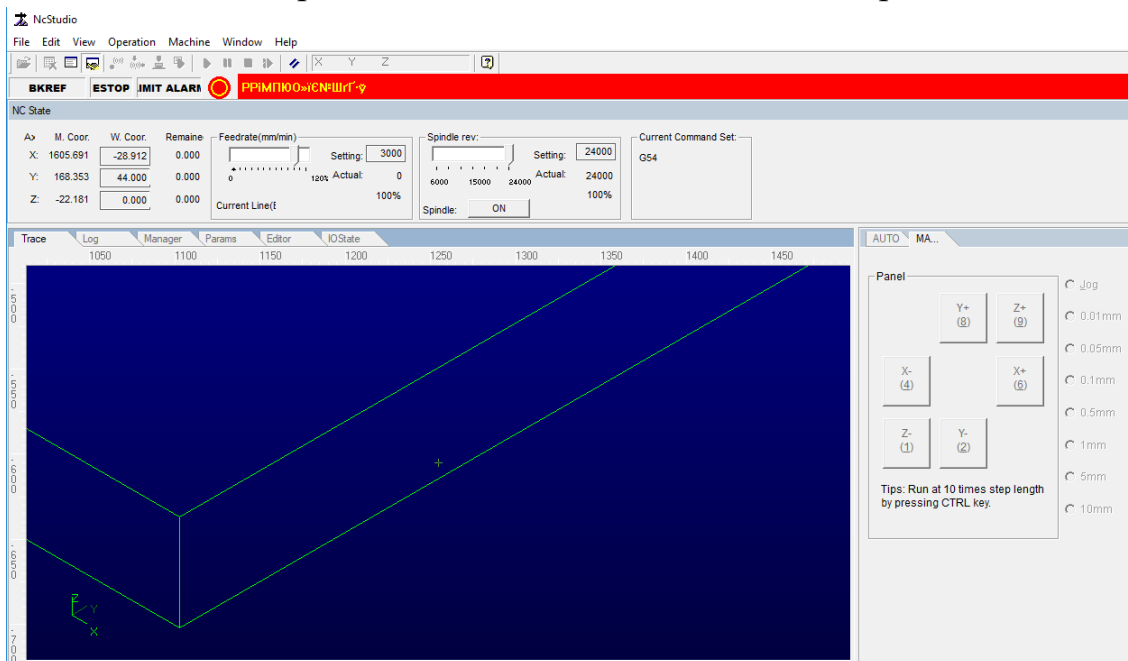 NcStudio
File Edit View Operation Machine Window Help
X Y Z
BKREF ESTOP IMIT ALARM
NC State
M. Coor. W. Coor. Remaine
X: 1605.691 -28.912 0.000
Y: 168.353 44.000 0.000
Z: -22.181 0.000 0.000
Feedrate(mm/min)
Setting: 3000
0 120% Actual: 0
100%
Current Line(
Spindle rev:
Setting: 24000
6000 15000 24000 Actual: 24000
100%
Spindle: ON
Current Command Set:
G54
Trace Log Manager Params Editor IOState
1050 1100 1150 1200 1250 1300 1350 1400 1450
-500
-550
-600
-650
-700
Z
Y
X
AUTO MA...
Panel
Y+
(8)
Z+
(9)
X-
(4)
X+
(6)
Z-
(1)
Y-
(2)
Tips: Run at 10 times step length
by pressing CTRL key.
Jog
0.01mm
0.05mm
0.1mm
0.5mm
1mm
5mm
10mm